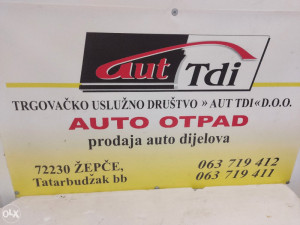 aut Tdi
TRGOVAČKO USLUŽNO DRUŠTVO » AUT TDI « D.O.O.
AUTO OTPAD
prodaja auto dijelova
72230 ŽEPČE, 063 719 412
Tatarbudžak bb 063 719 411
olx